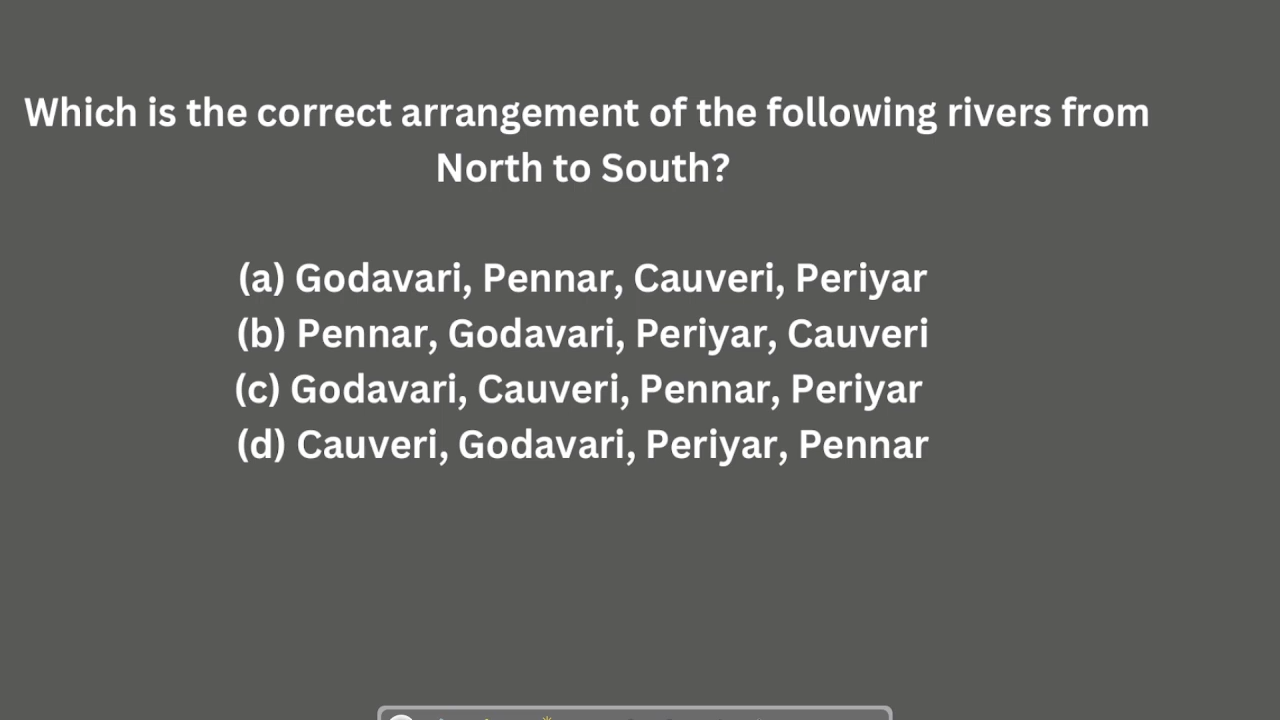 Which is the correct arrangement of the following rivers from
North to South?
(a) Godavari, Pennar, Cauveri, Periyar
(b) Pennar, Godavari, Periyar, Cauveri
(c) Godavari, Cauveri, Pennar, Periyar
(d) Cauveri, Godavari, Periyar, Pennar